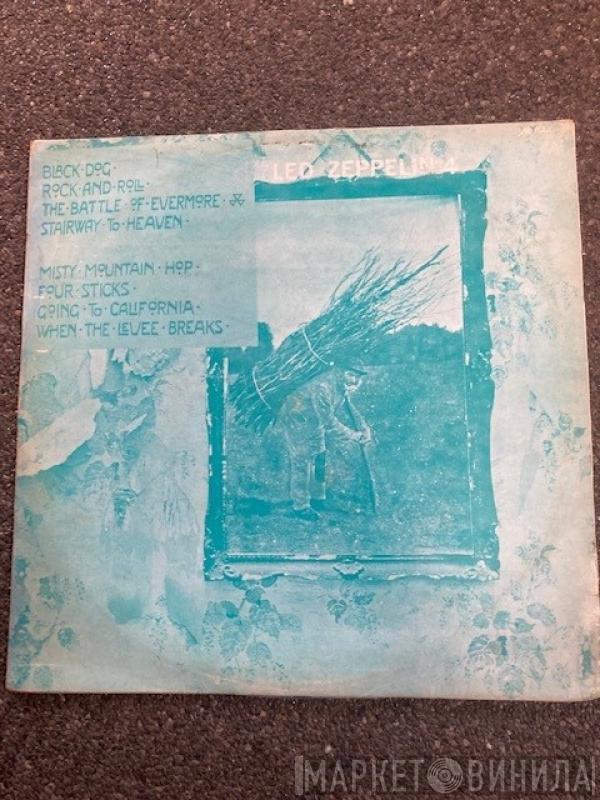 BLACK·DOG·
ROCK·AND·ROLL·
THE·BATTLE·OF·EVERMORE·
STAIRWAY·TO·HEAVEN·
MISTY·MOUNTAIN·HOP·
FOUR·STICKS·
GOING·TO·CALIFORNIA·
WHEN·THE·LEVEE·BREAKS·
LED ZEPPELIN 4
МАРКЕТ ВИНИЛА